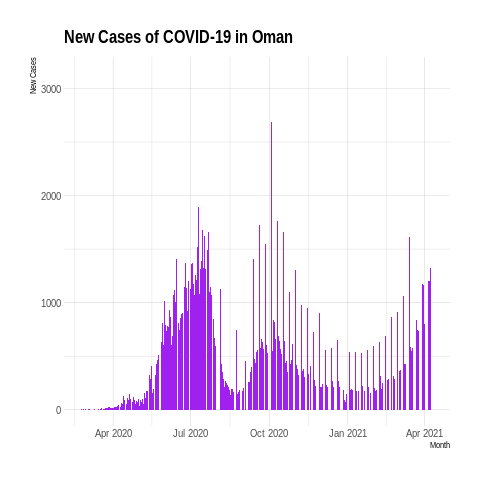 New Cases of COVID-19 in Oman
New Cases
3000
2000
1000
0
Apr 2020 Jul 2020 Oct 2020 Jan 2021 Apr 2021
Month